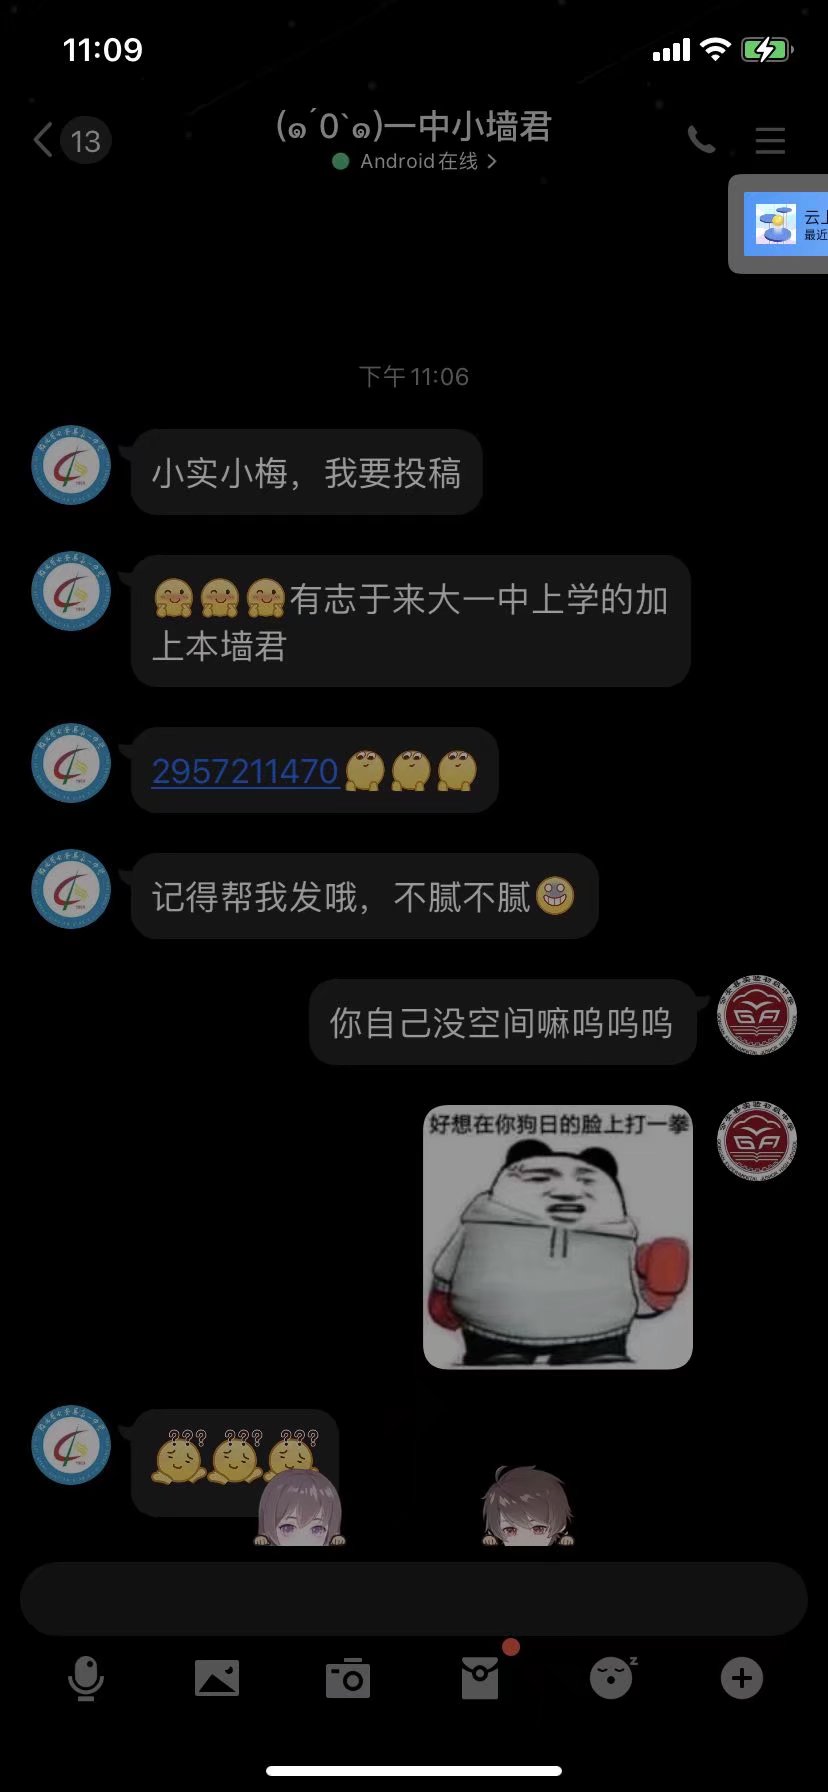 11:09
13
(๑´0`๑)一中小墙君
Android在线
云上
最近
下午11:06
小实小梅，我要投稿
有志于来大一中上学的加
上本墙君
2957211470
记得帮我发哦，不腻不腻
你自己没空间嘛呜呜呜
好想在你狗日的脸上打一拳
??? ??? ???
z